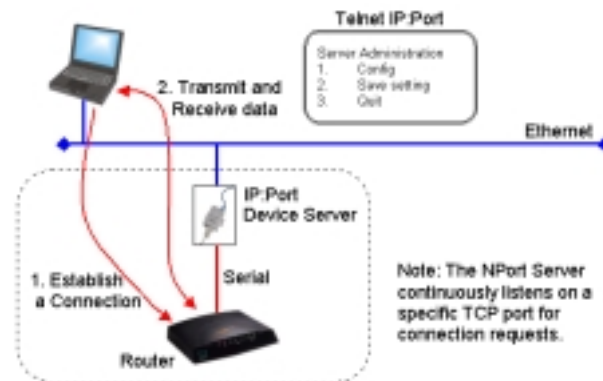 Telnet IP:Port
Server Administration
1. Config
2. Save setting
3. Quit
2. Transmit and
Receive data
Ethernet
IP:Port
Device Server
1. Establish
a Connection
Serial
Router
Note: The NPort Server
continuously listens on a
specific TCP port for
connection requests.